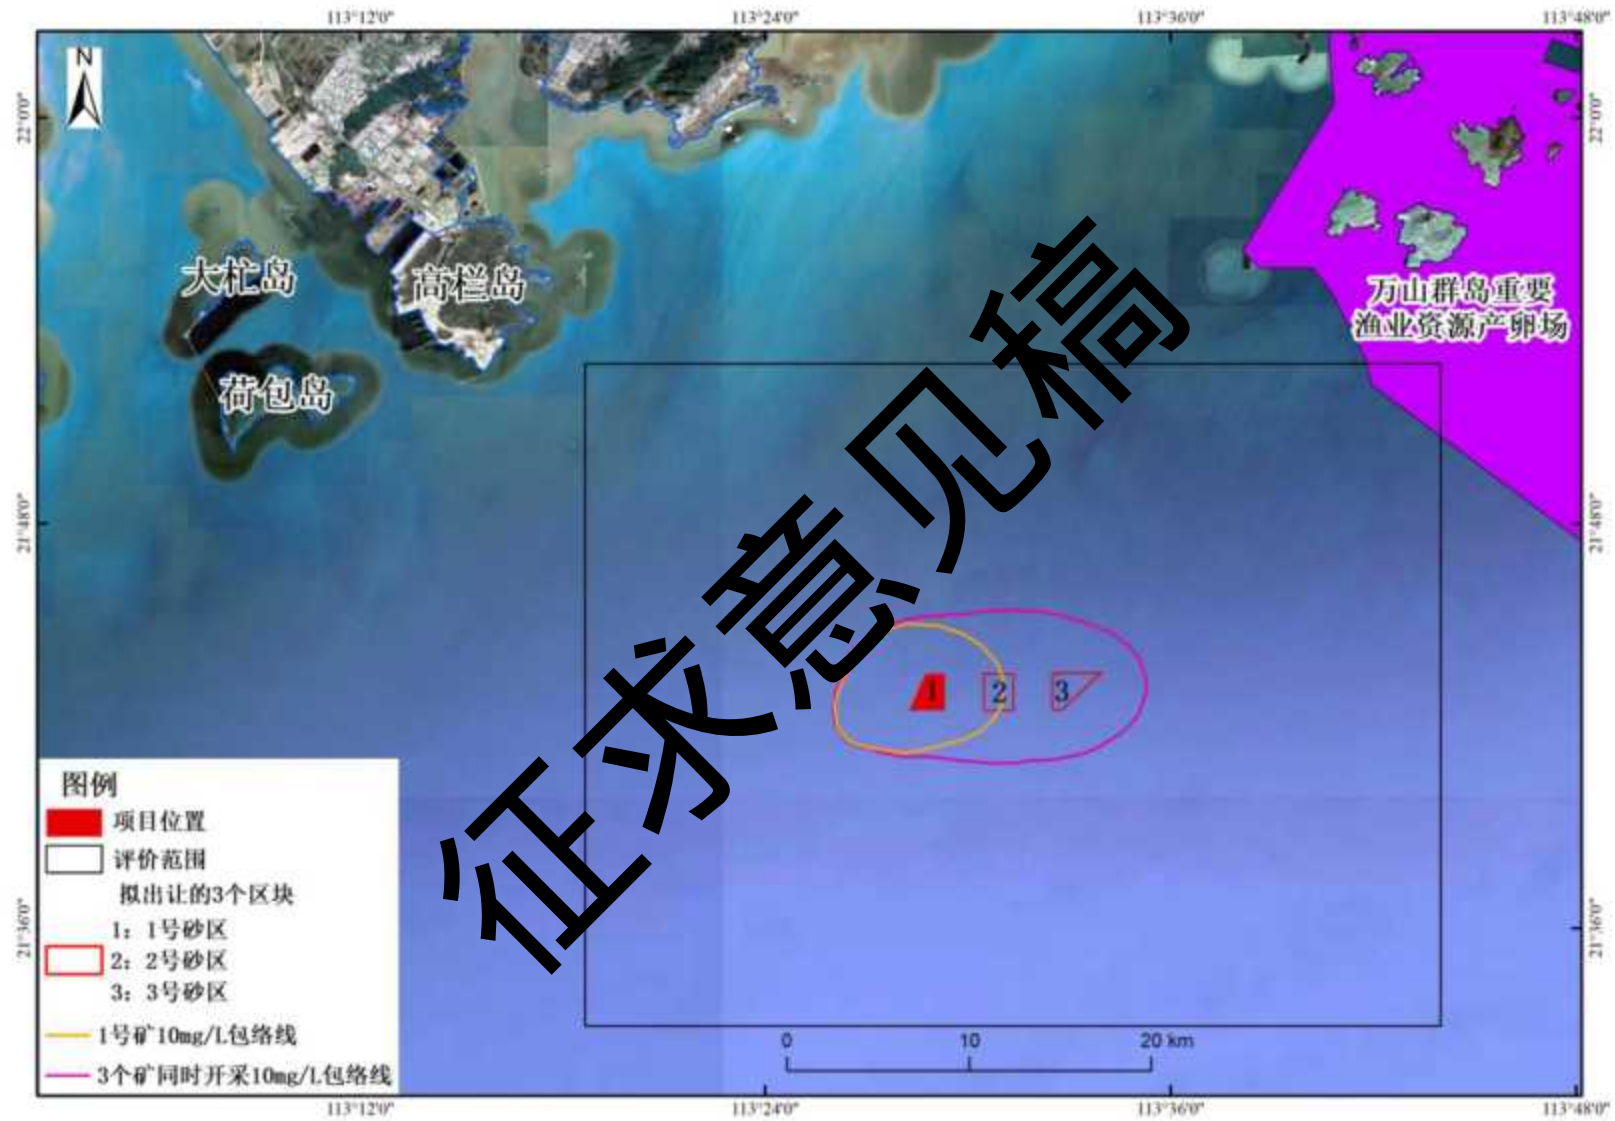 113°12'0"
113°24'0"
113°36'0"
113°48'0"
N
22°0'0"
22°0'0"
大杧岛
高栏岛
荷包岛
万山群岛重要
渔业资源产卵场
21°48'0"
21°48'0"
征求意见稿
1
2
3
图例
项目位置
评价范围
拟出让的3个区块
1: 1号砂区
2: 2号砂区
3: 3号砂区
1号矿10mg/L包络线
3个矿同时开采10mg/L包络线
21°36'0"
21°36'0"
0
10
20 km
113°12'0"
113°24'0"
113°36'0"
113°48'0"